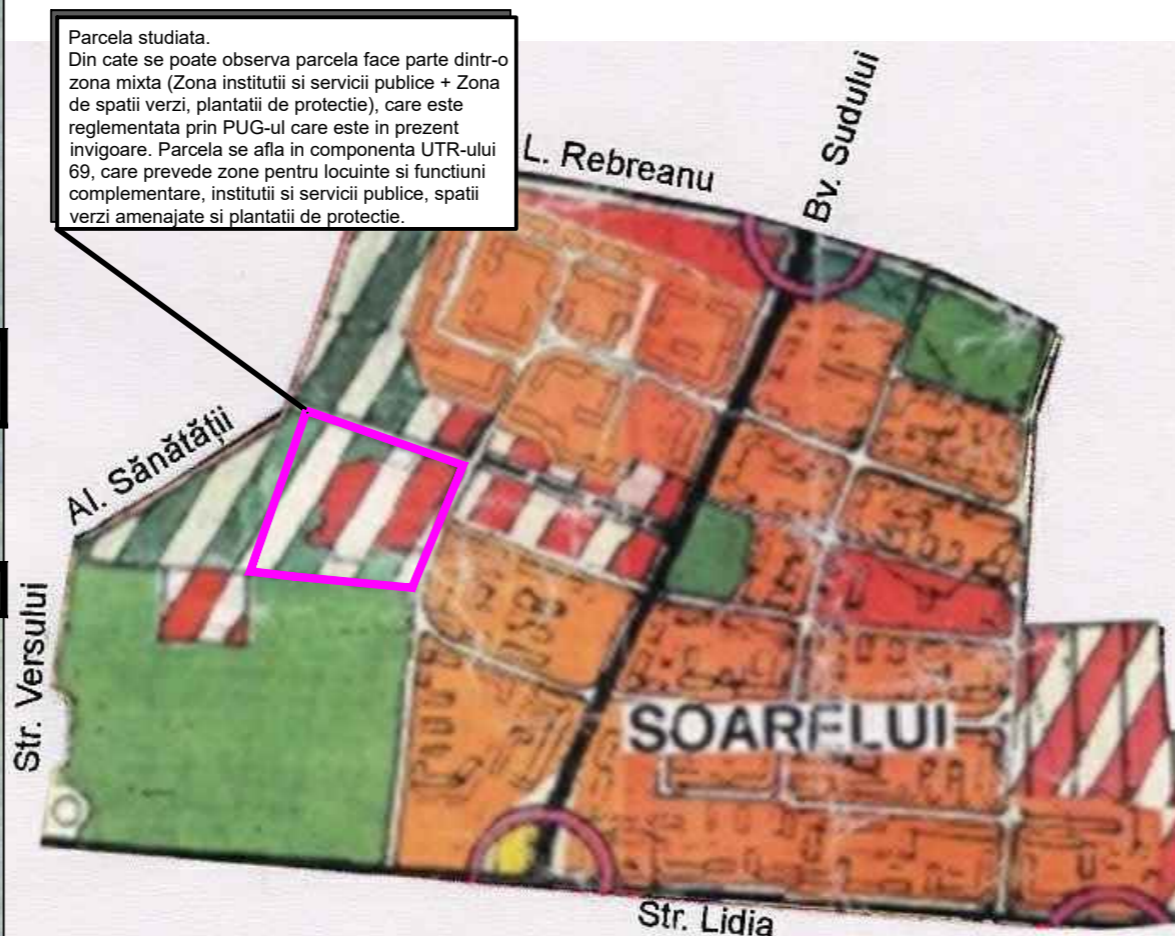 Parcela studiata.
Din cate se poate observa parcela face parte dintr-o
zona mixta (Zona institutii si servicii publice + Zona
de spatii verzi, plantatii de protectie), care este
reglementata prin PUG-ul care este in prezent
invigoare. Parcela se afla in componenta UTR-ului
69, care prevede zone pentru locuinte si functiuni
complementare, institutii si servicii publice, spatii
verzi amenajate si plantatii de protectie.
L. Rebreanu
Bv. Sudului
Al. Sănătății
Str. Versului
SOARELUI
Str. Lidia